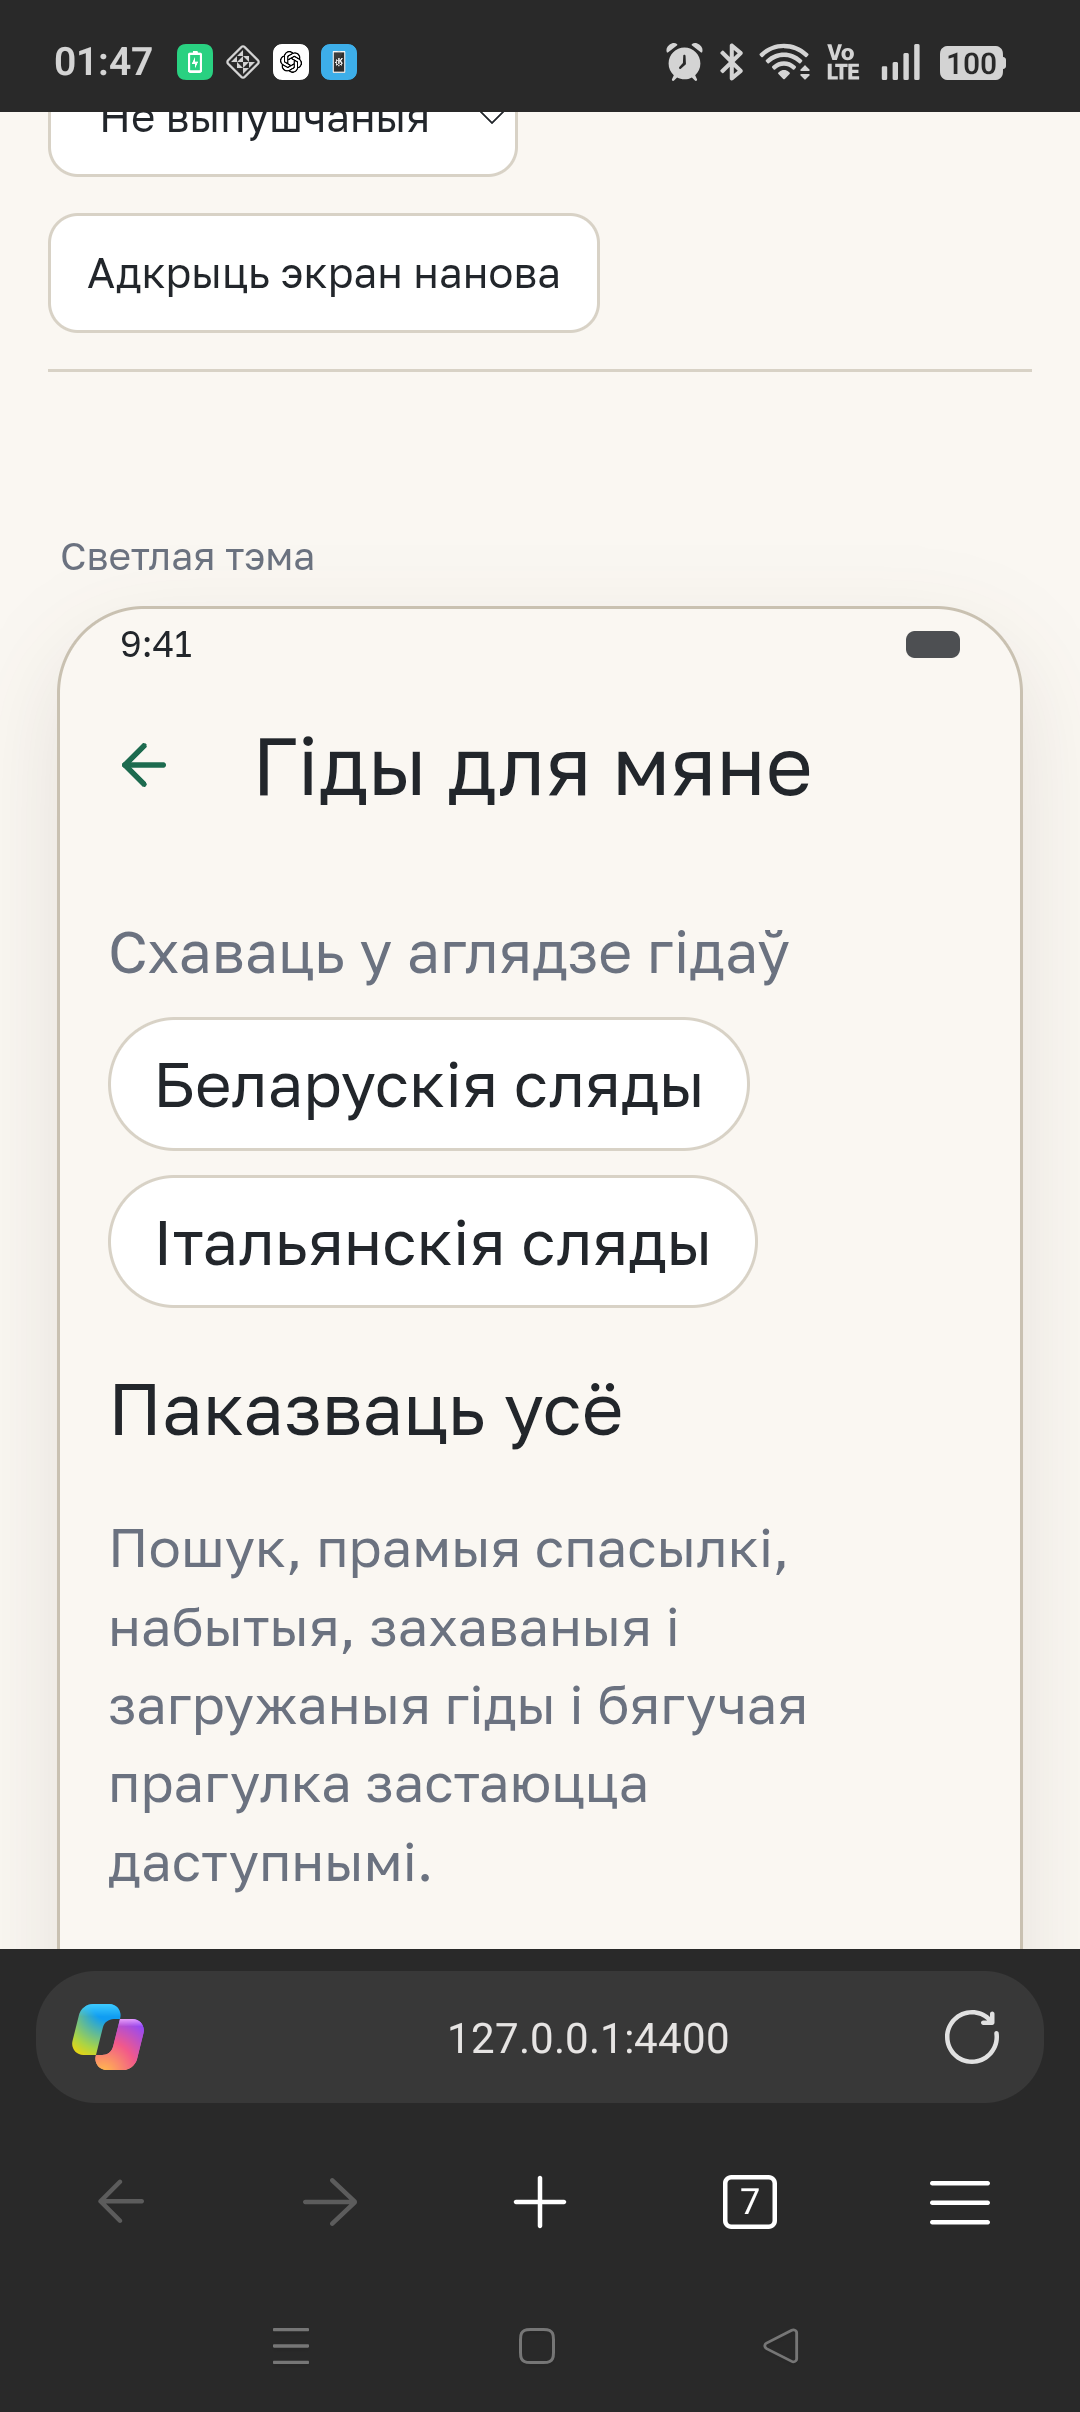 01:47
Vo
LTE
100
Не выпушчаныя
Адкрыць экран нанова
Светлая тэма
9:41
Гіды для мяне
Схаваць у аглядзе гідаў
Беларускія сляды
Італьянскія сляды
Паказваць усё
Пошук, прамыя спасылкі,
набытыя, захаваныя і
загружаныя гіды і бягучая
прагулка застаюцца
даступнымі.
127.0.0.1:4400
7